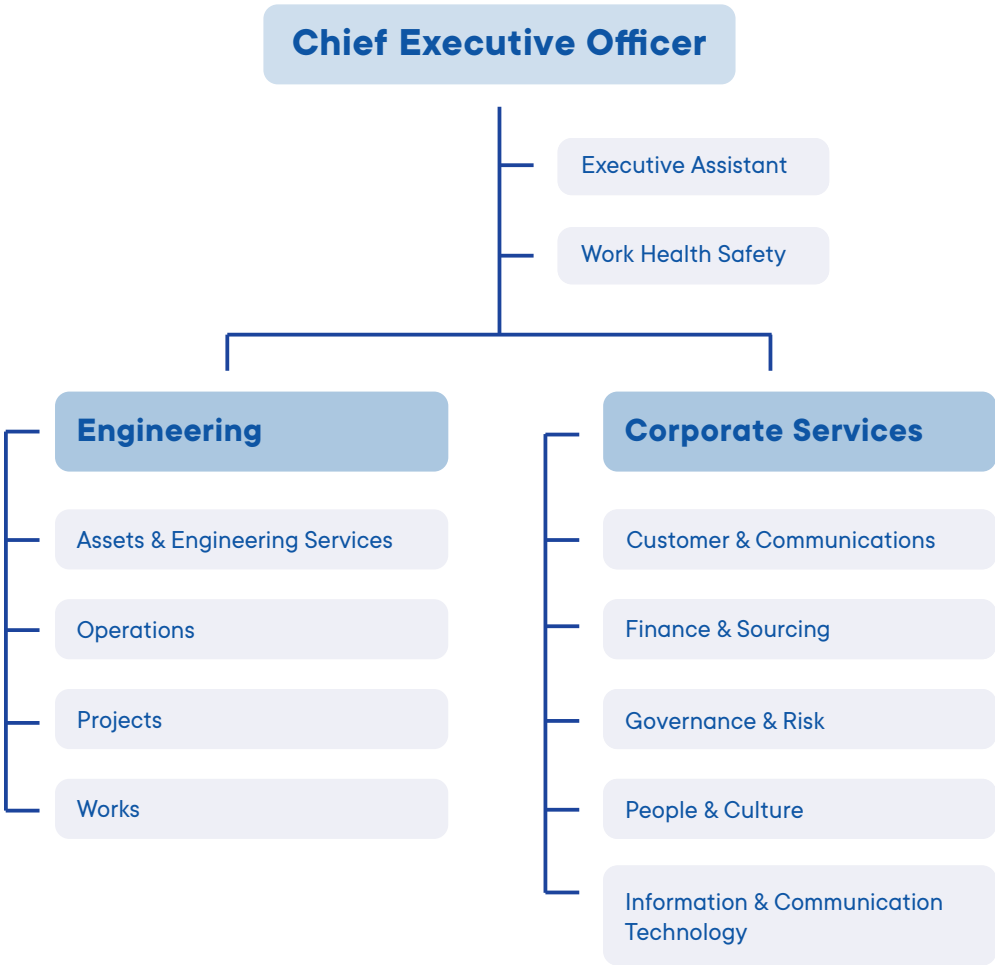 Chief Executive Officer
Executive Assistant
Work Health Safety
Engineering
Assets & Engineering Services
Operations
Projects
Works
Corporate Services
Customer & Communications
Finance & Sourcing
Governance & Risk
People & Culture
Information & Communication
Technology